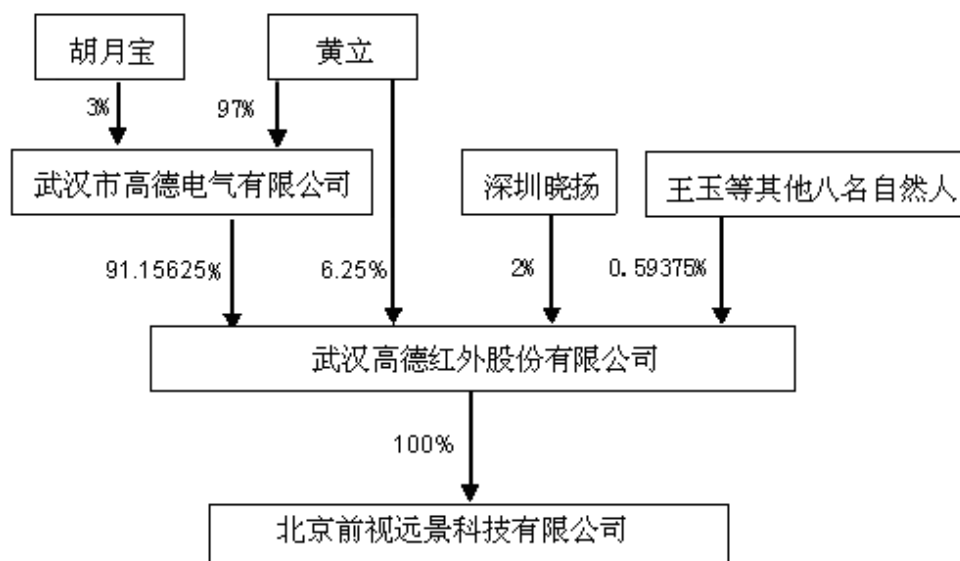 胡月宝
黄立
3%
97%
武汉市高德电气有限公司
深圳晓扬
王玉等其他八名自然人
91.15625%
6.25%
2%
0.59375%
武汉高德红外股份有限公司
100%
北京前视远景科技有限公司